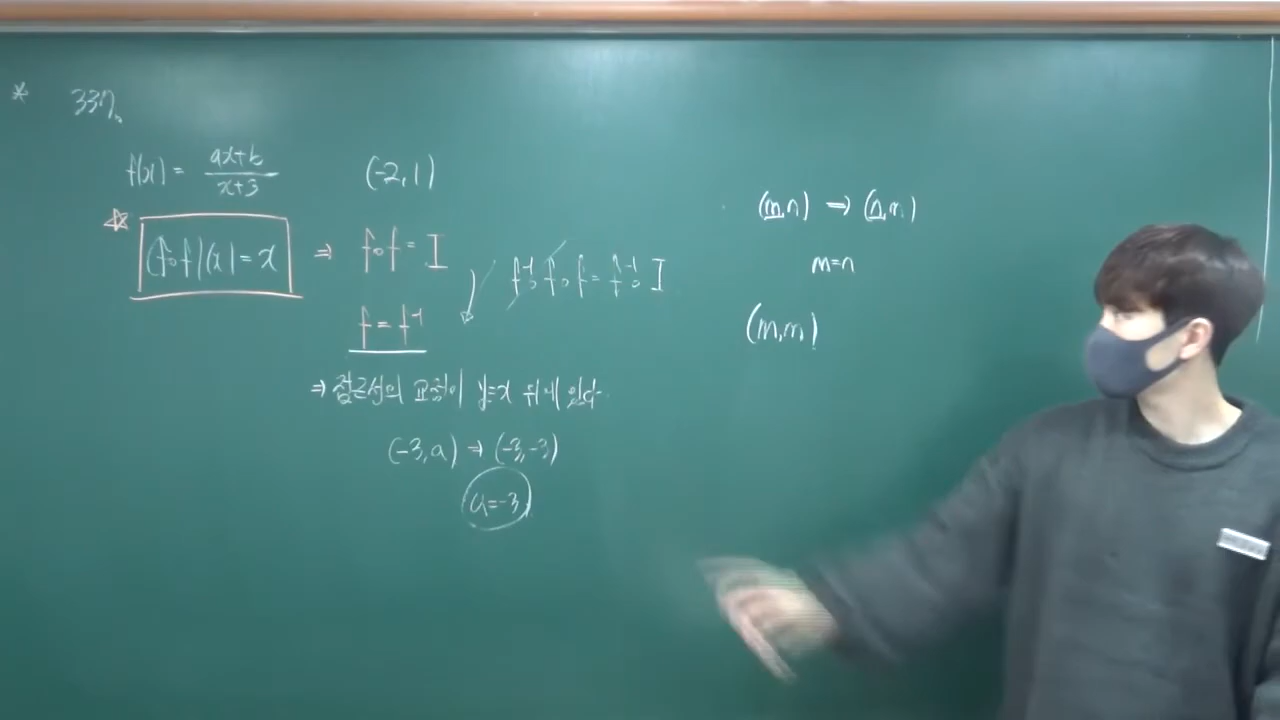 * 337.
f(x) = (ax+b)/(x+3) (-2, 1)
☆ (f∘f)(x) = x ⇒ f∘f = I
f⁻¹∘f∘f = f⁻¹∘I
f = f⁻¹
⇒ 점근선의 교점이 y=x 위에 있다.
(-3, a) → (-3, -3)
a=-3
(m,n) ⇒ (n,m)
m=n
(m,m)